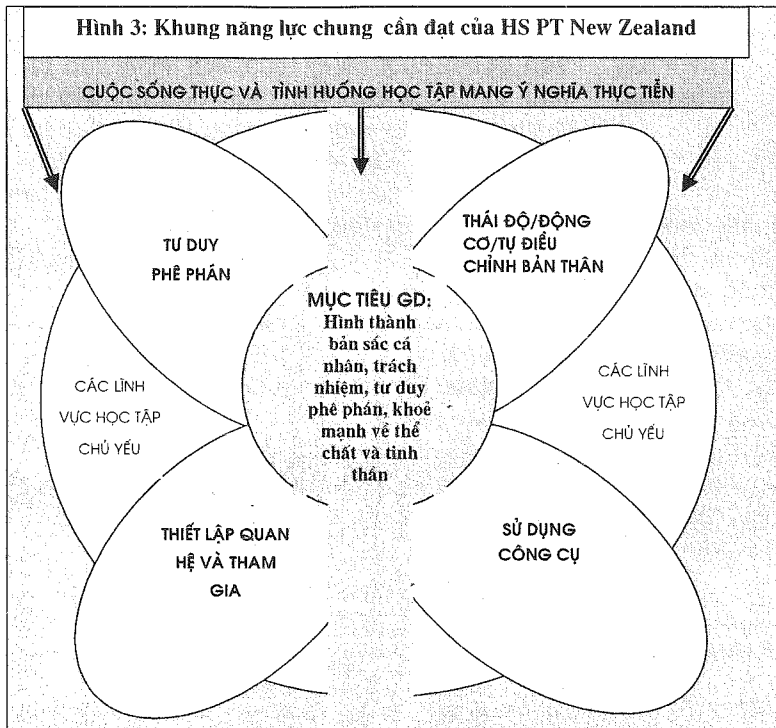 Hình 3: Khung năng lực chung cần đạt của HS PT New Zealand
CUỘC SỐNG THỰC VÀ TÌNH HUỐNG HỌC TẬP MANG Ý NGHĨA THỰC TIỄN
TƯ DUY
PHÊ PHÁN
THÁI ĐỘ/ĐỘNG
CƠ/TỰ ĐIỀU
CHỈNH BẢN THÂN
MỤC TIÊU GD:
Hình thành
bản sắc cá
nhân, trách
nhiệm, tư duy
phê phán, khoẻ
mạnh về thể
chất và tinh
thần
CÁC LĨNH
VỰC HỌC TẬP
CHỦ YẾU
CÁC LĨNH
VỰC HỌC TẬP
CHỦ YẾU
THIẾT LẬP QUAN
HỆ VÀ THAM
GIA
SỬ DỤNG
CÔNG CỤ